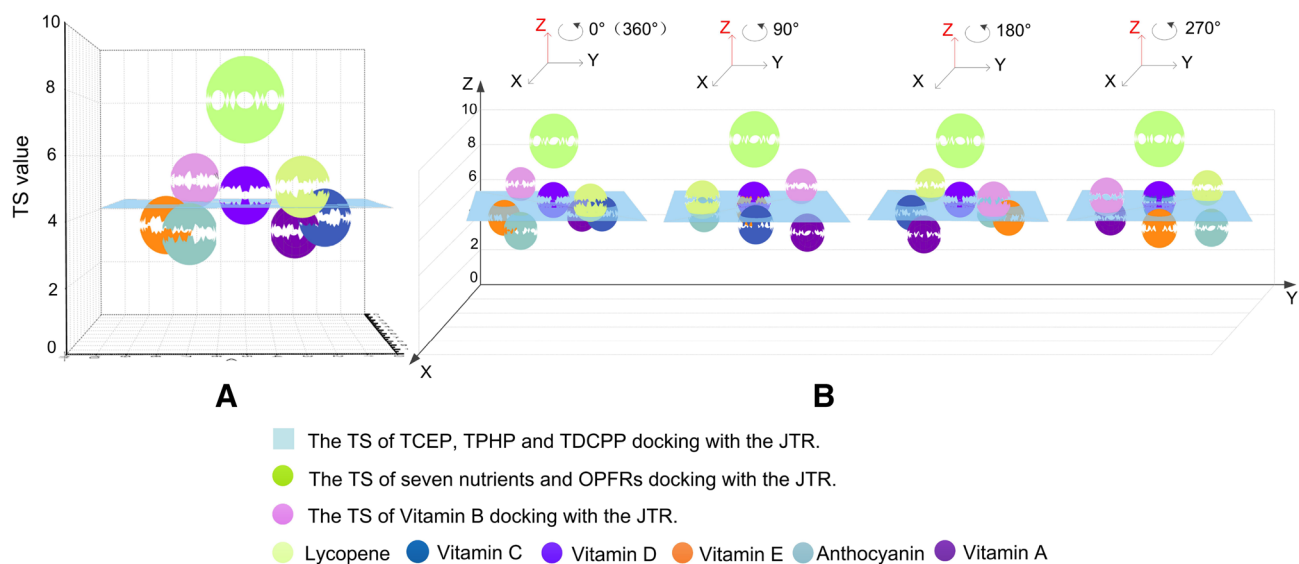 10
8
6
4
2
0
TS value
A
Z 0° (360°)
X Y
Z 90°
X Y
Z 180°
X Y
Z 270°
X Y
Z
10
8
6
4
2
0
Y
X
B
The TS of TCEP, TPHP and TDCPP docking with the JTR.
The TS of seven nutrients and OPFRs docking with the JTR.
The TS of Vitamin B docking with the JTR.
Lycopene Vitamin C Vitamin D Vitamin E Anthocyanin Vitamin A